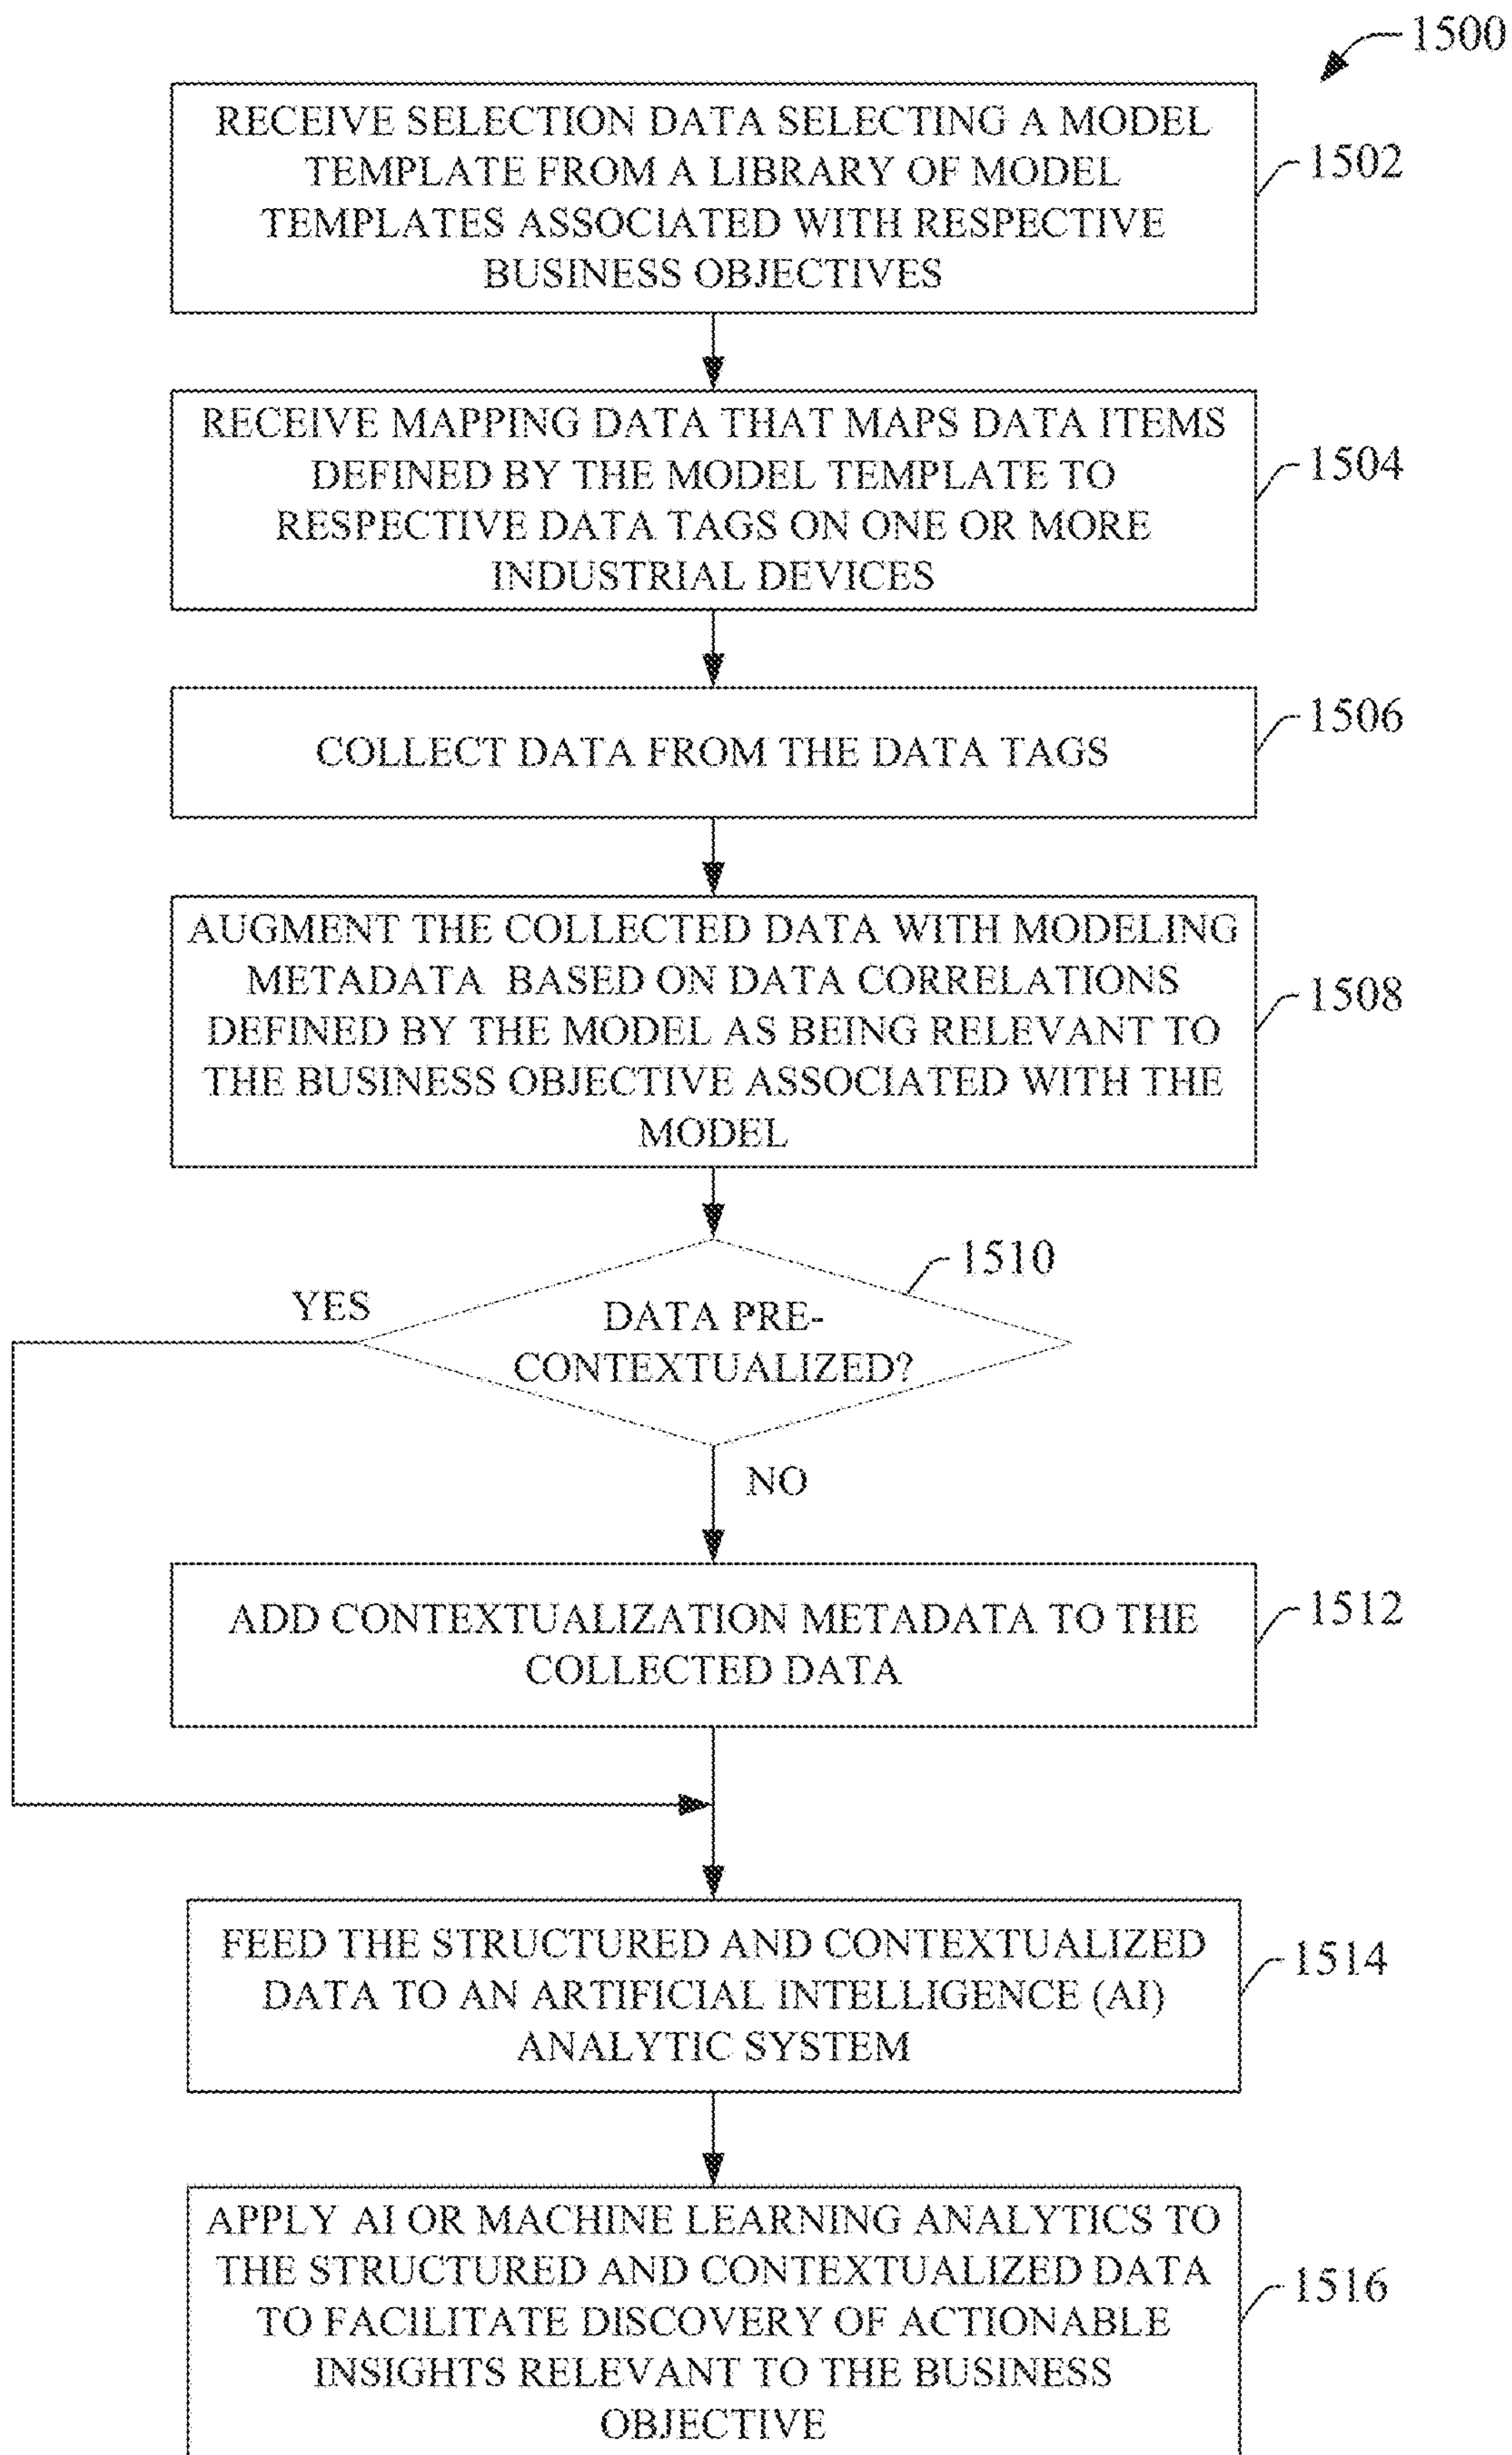 1500
RECEIVE SELECTION DATA SELECTING A MODEL
TEMPLATE FROM A LIBRARY OF MODEL
TEMPLATES ASSOCIATED WITH RESPECTIVE
BUSINESS OBJECTIVES
1502
RECEIVE MAPPING DATA THAT MAPS DATA ITEMS
DEFINED BY THE MODEL TEMPLATE TO
RESPECTIVE DATA TAGS ON ONE OR MORE
INDUSTRIAL DEVICES
1504
COLLECT DATA FROM THE DATA TAGS
1506
AUGMENT THE COLLECTED DATA WITH MODELING
METADATA BASED ON DATA CORRELATIONS
DEFINED BY THE MODEL AS BEING RELEVANT TO
THE BUSINESS OBJECTIVE ASSOCIATED WITH THE
MODEL
1508
1510
YES
DATA PRE-
CONTEXTUALIZED?
NO
ADD CONTEXTUALIZATION METADATA TO THE
COLLECTED DATA
1512
FEED THE STRUCTURED AND CONTEXTUALIZED
DATA TO AN ARTIFICIAL INTELLIGENCE (AI)
ANALYTIC SYSTEM
1514
APPLY AI OR MACHINE LEARNING ANALYTICS TO
THE STRUCTURED AND CONTEXTUALIZED DATA
TO FACILITATE DISCOVERY OF ACTIONABLE
INSIGHTS RELEVANT TO THE BUSINESS
OBJECTIVE
1516